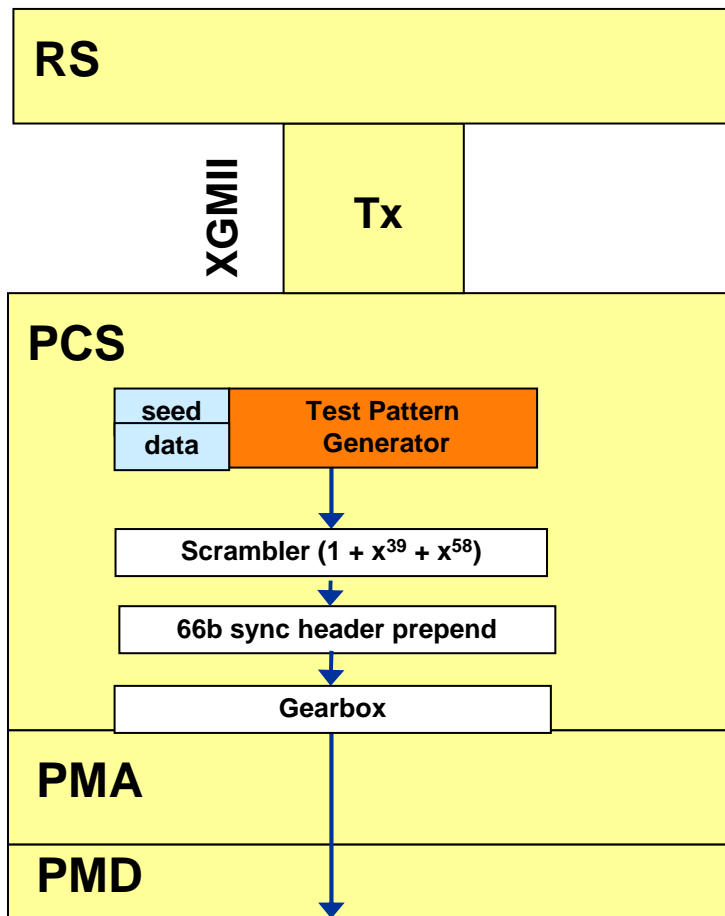 RS
XGMII
Tx
PCS
seed
data
Test Pattern
Generator
Scrambler (1 + x³⁹ + x⁵⁸)
66b sync header prepend
Gearbox
PMA
PMD